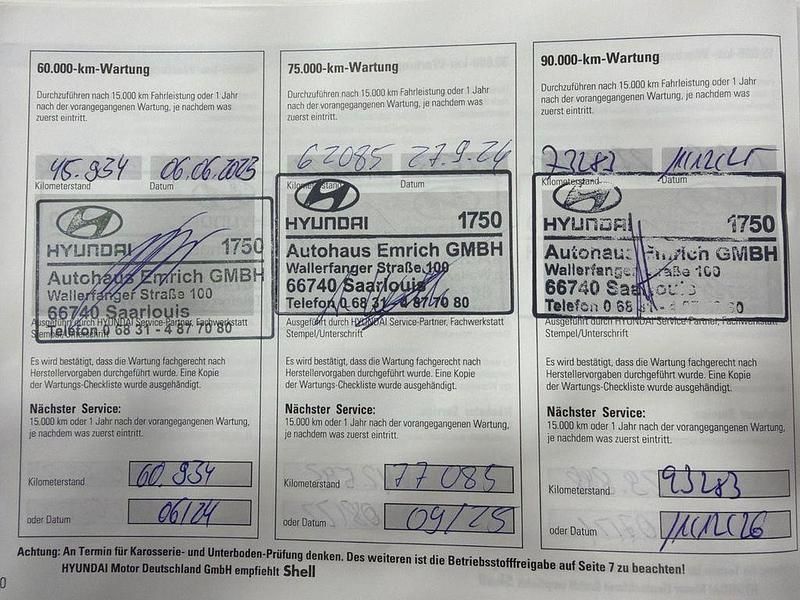 60.000-km-Wartung
Durchzuführen nach 15.000 km Fahrleistung oder 1 Jahr
nach der vorangegangenen Wartung, je nachdem was
zuerst eintritt.
45.934 06.06.2023
Kilometerstand Datum
HYUNDAI 1750
Autohaus Emrich GMBH
Wallerfanger Straße 100
66740 Saarlouis
Ausgeführt durch HYUNDAI Service-Partner, Fachwerkstatt
Telefon 0 68 31 - 4 87 70 80
Stempel/Unterschrift
Es wird bestätigt, dass die Wartung fachgerecht nach
Herstellervorgaben durchgeführt wurde. Eine Kopie
der Wartungs-Checkliste wurde ausgehändigt.
Nächster Service:
15.000 km oder 1 Jahr nach der vorangegangenen Wartung,
je nachdem was zuerst eintritt.
Kilometerstand 60.934
oder Datum 06/24
75.000-km-Wartung
Durchzuführen nach 15.000 km Fahrleistung oder 1 Jahr
nach der vorangegangenen Wartung, je nachdem was
zuerst eintritt.
62085 27.9.24
Kilometerstand Datum
HYUNDAI 1750
Autohaus Emrich GMBH
Wallerfanger Straße 100
66740 Saarlouis
Telefon 0 68 31 - 4 87 70 80
Ausgeführt durch HYUNDAI Service-Partner, Fachwerkstatt
Stempel/Unterschrift
Es wird bestätigt, dass die Wartung fachgerecht nach
Herstellervorgaben durchgeführt wurde. Eine Kopie
der Wartungs-Checkliste wurde ausgehändigt.
Nächster Service:
15.000 km oder 1 Jahr nach der vorangegangenen Wartung,
je nachdem was zuerst eintritt.
Kilometerstand 77085
oder Datum 09/25
90.000-km-Wartung
Durchzuführen nach 15.000 km Fahrleistung oder 1 Jahr
nach der vorangegangenen Wartung, je nachdem was
zuerst eintritt.
Kilometerstand Datum
HYUNDAI 1750
Autohaus Emrich GMBH
Wallerfanger Straße 100
66740 Saarlouis
Telefon 0 68 31 - 4 87 70 80
Ausgeführt durch HYUNDAI Service-Partner, Fachwerkstatt
Stempel/Unterschrift
Es wird bestätigt, dass die Wartung fachgerecht nach
Herstellervorgaben durchgeführt wurde. Eine Kopie
der Wartungs-Checkliste wurde ausgehändigt.
Nächster Service:
15.000 km oder 1 Jahr nach der vorangegangenen Wartung,
je nachdem was zuerst eintritt.
Kilometerstand 93283
oder Datum
Achtung: An Termin für Karosserie- und Unterboden-Prüfung denken. Des weiteren ist die Betriebsstofffreigabe auf Seite 7 zu beachten!
HYUNDAI Motor Deutschland GmbH empfiehlt Shell